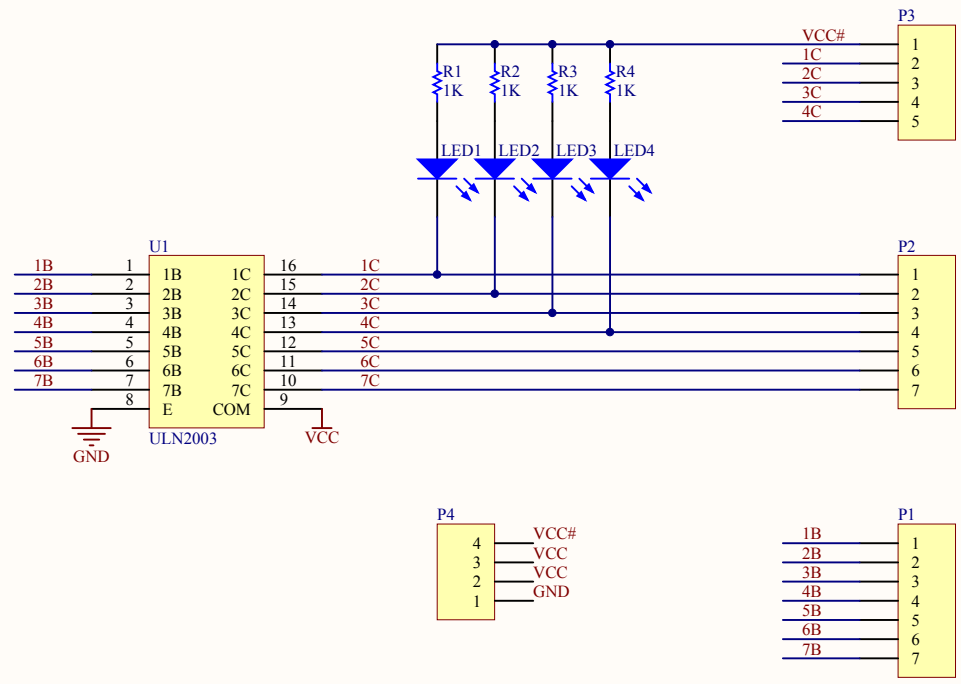 P3
VCC# 1
1C 2
2C 3
3C 4
4C 5
R1 R2 R3 R4
1K 1K 1K 1K
LED1 LED2 LED3 LED4
U1 P2
1B 1 1B 1C 16 1C 1
2B 2 2B 2C 15 2C 2
3B 3 3B 3C 14 3C 3
4B 4 4B 4C 13 4C 4
5B 5 5B 5C 12 5C 5
6B 6 6B 6C 11 6C 6
7B 7 7B 7C 10 7C 7
8 E COM 9
ULN2003 VCC
GND
P4
4 VCC#
3 VCC
2 VCC
1 GND
P1
1B 1
2B 2
3B 3
4B 4
5B 5
6B 6
7B 7